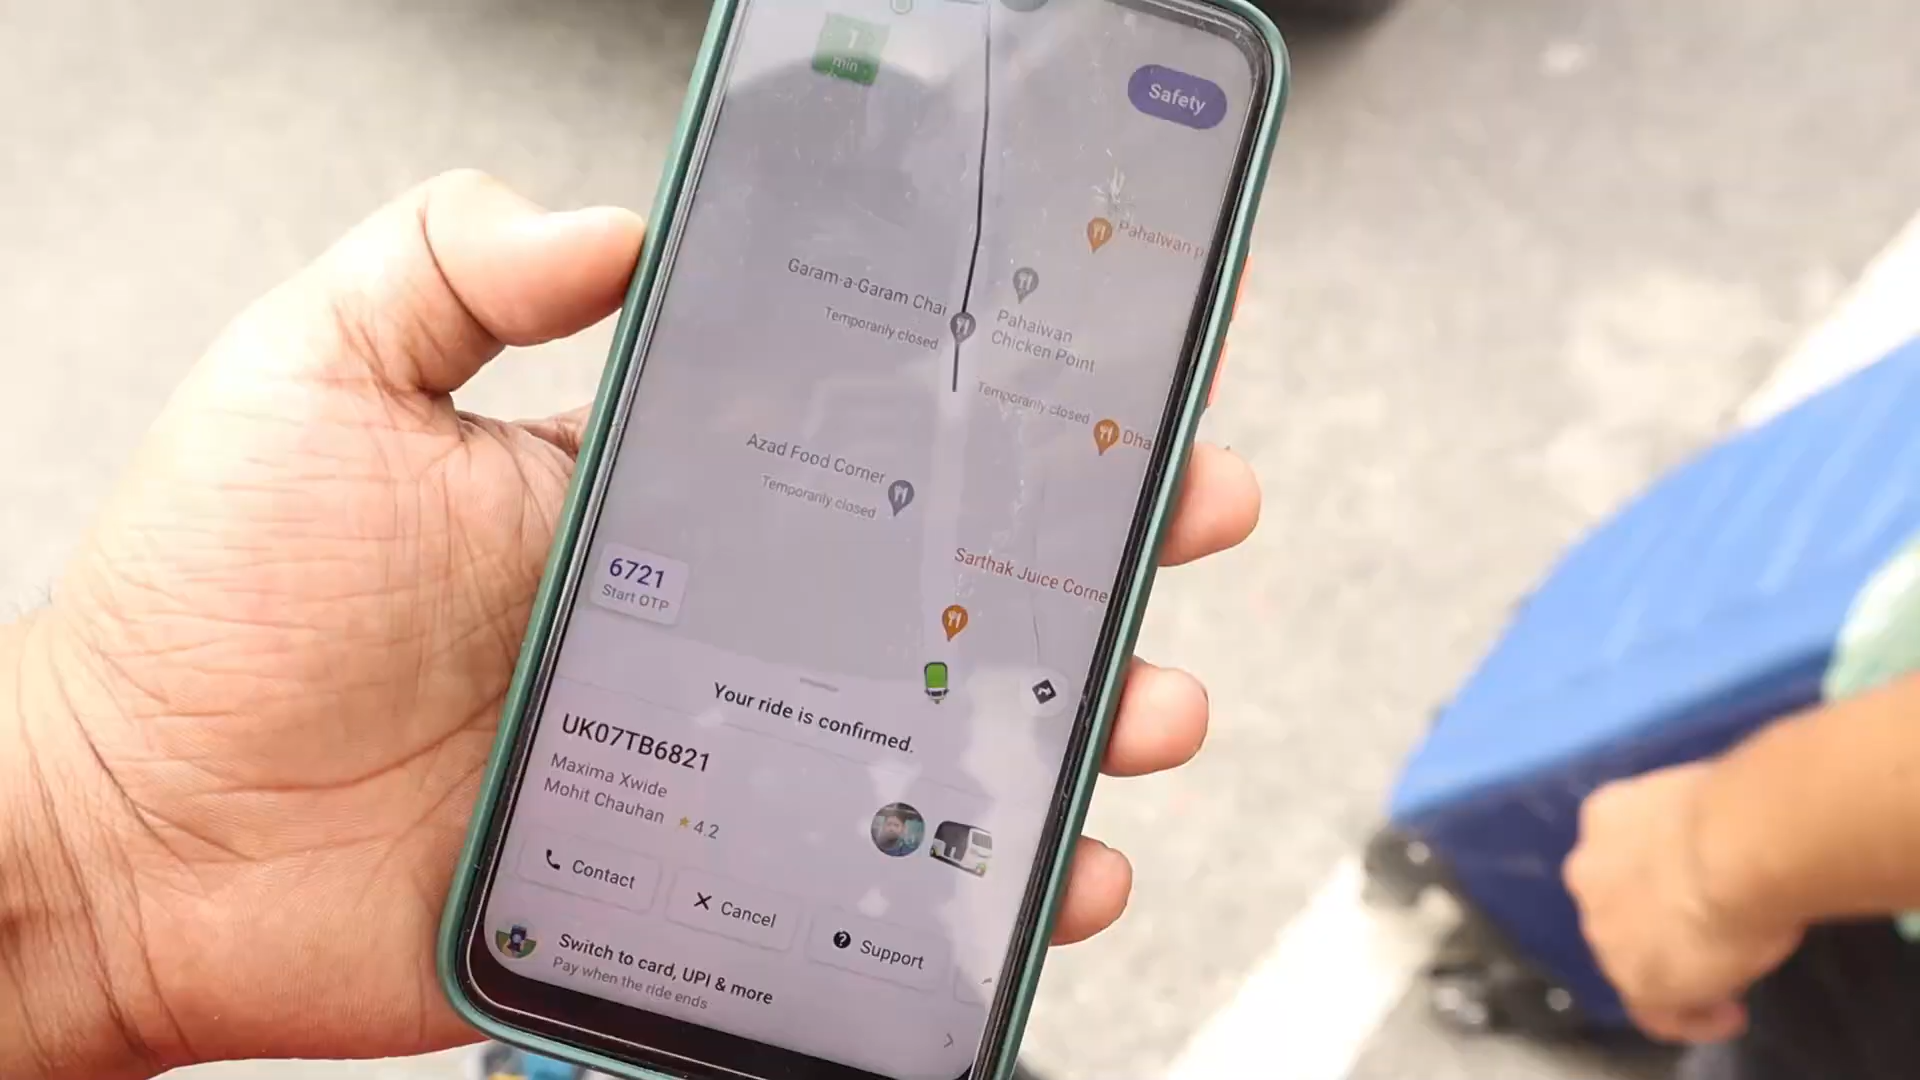 1
min
Safety
Pahalwan p
Garam-a-Garam Chai
Temporarily closed
Pahalwan
Chicken Point
Temporarily closed
Dha
Azad Food Corner
Temporarily closed
Sarthak Juice Corne
6721
Start OTP
Your ride is confirmed.
UK07TB6821
Maxima Xwide
Mohit Chauhan ★ 4.2
Contact
Cancel
Support
Switch to card, UPI & more
Pay when the ride ends